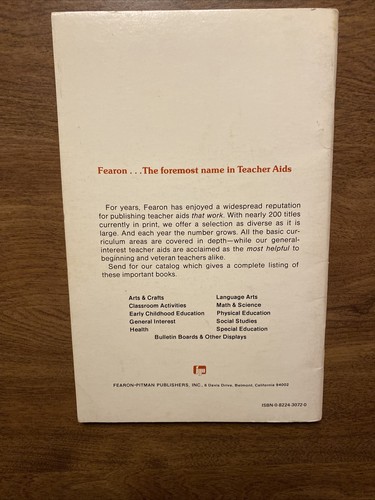 Fearon . . . The foremost name in Teacher Aids
For years, Fearon has enjoyed a widespread reputation
for publishing teacher aids that work. With nearly 200 titles
currently in print, we offer a selection as diverse as it is
large. And each year the number grows. All the basic cur-
riculum areas are covered in depth—while our general-
interest teacher aids are acclaimed as the most helpful to
beginning and veteran teachers alike.
Send for our catalog which gives a complete listing of
these important books.
Arts & Crafts Language Arts
Classroom Activities Math & Science
Early Childhood Education Physical Education
General Interest Social Studies
Health Special Education
Bulletin Boards & Other Displays
FEARON-PITMAN PUBLISHERS, INC., 6 Davis Drive, Belmont, California 94002
ISBN-0-8224-3072-0